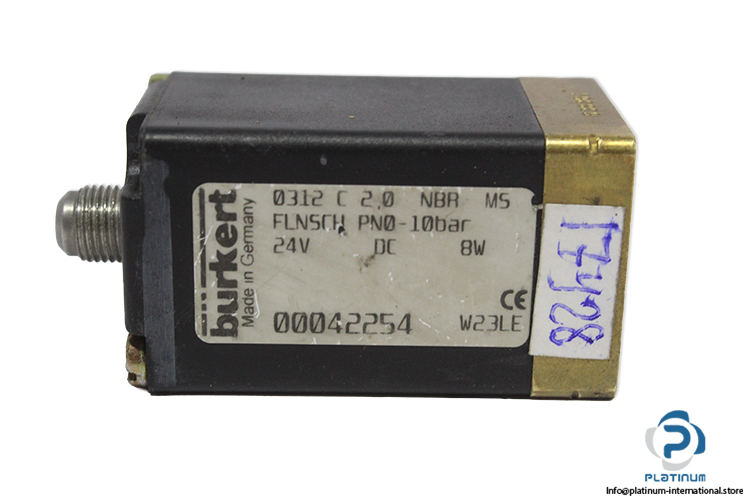 burkert
Made in Germany
0312 C 2,0 NBR MS
FLNSCH PN0-10bar
24V DC 8W
CE
00042254 W23LE
PLATINUM
Info@platinum-international.store